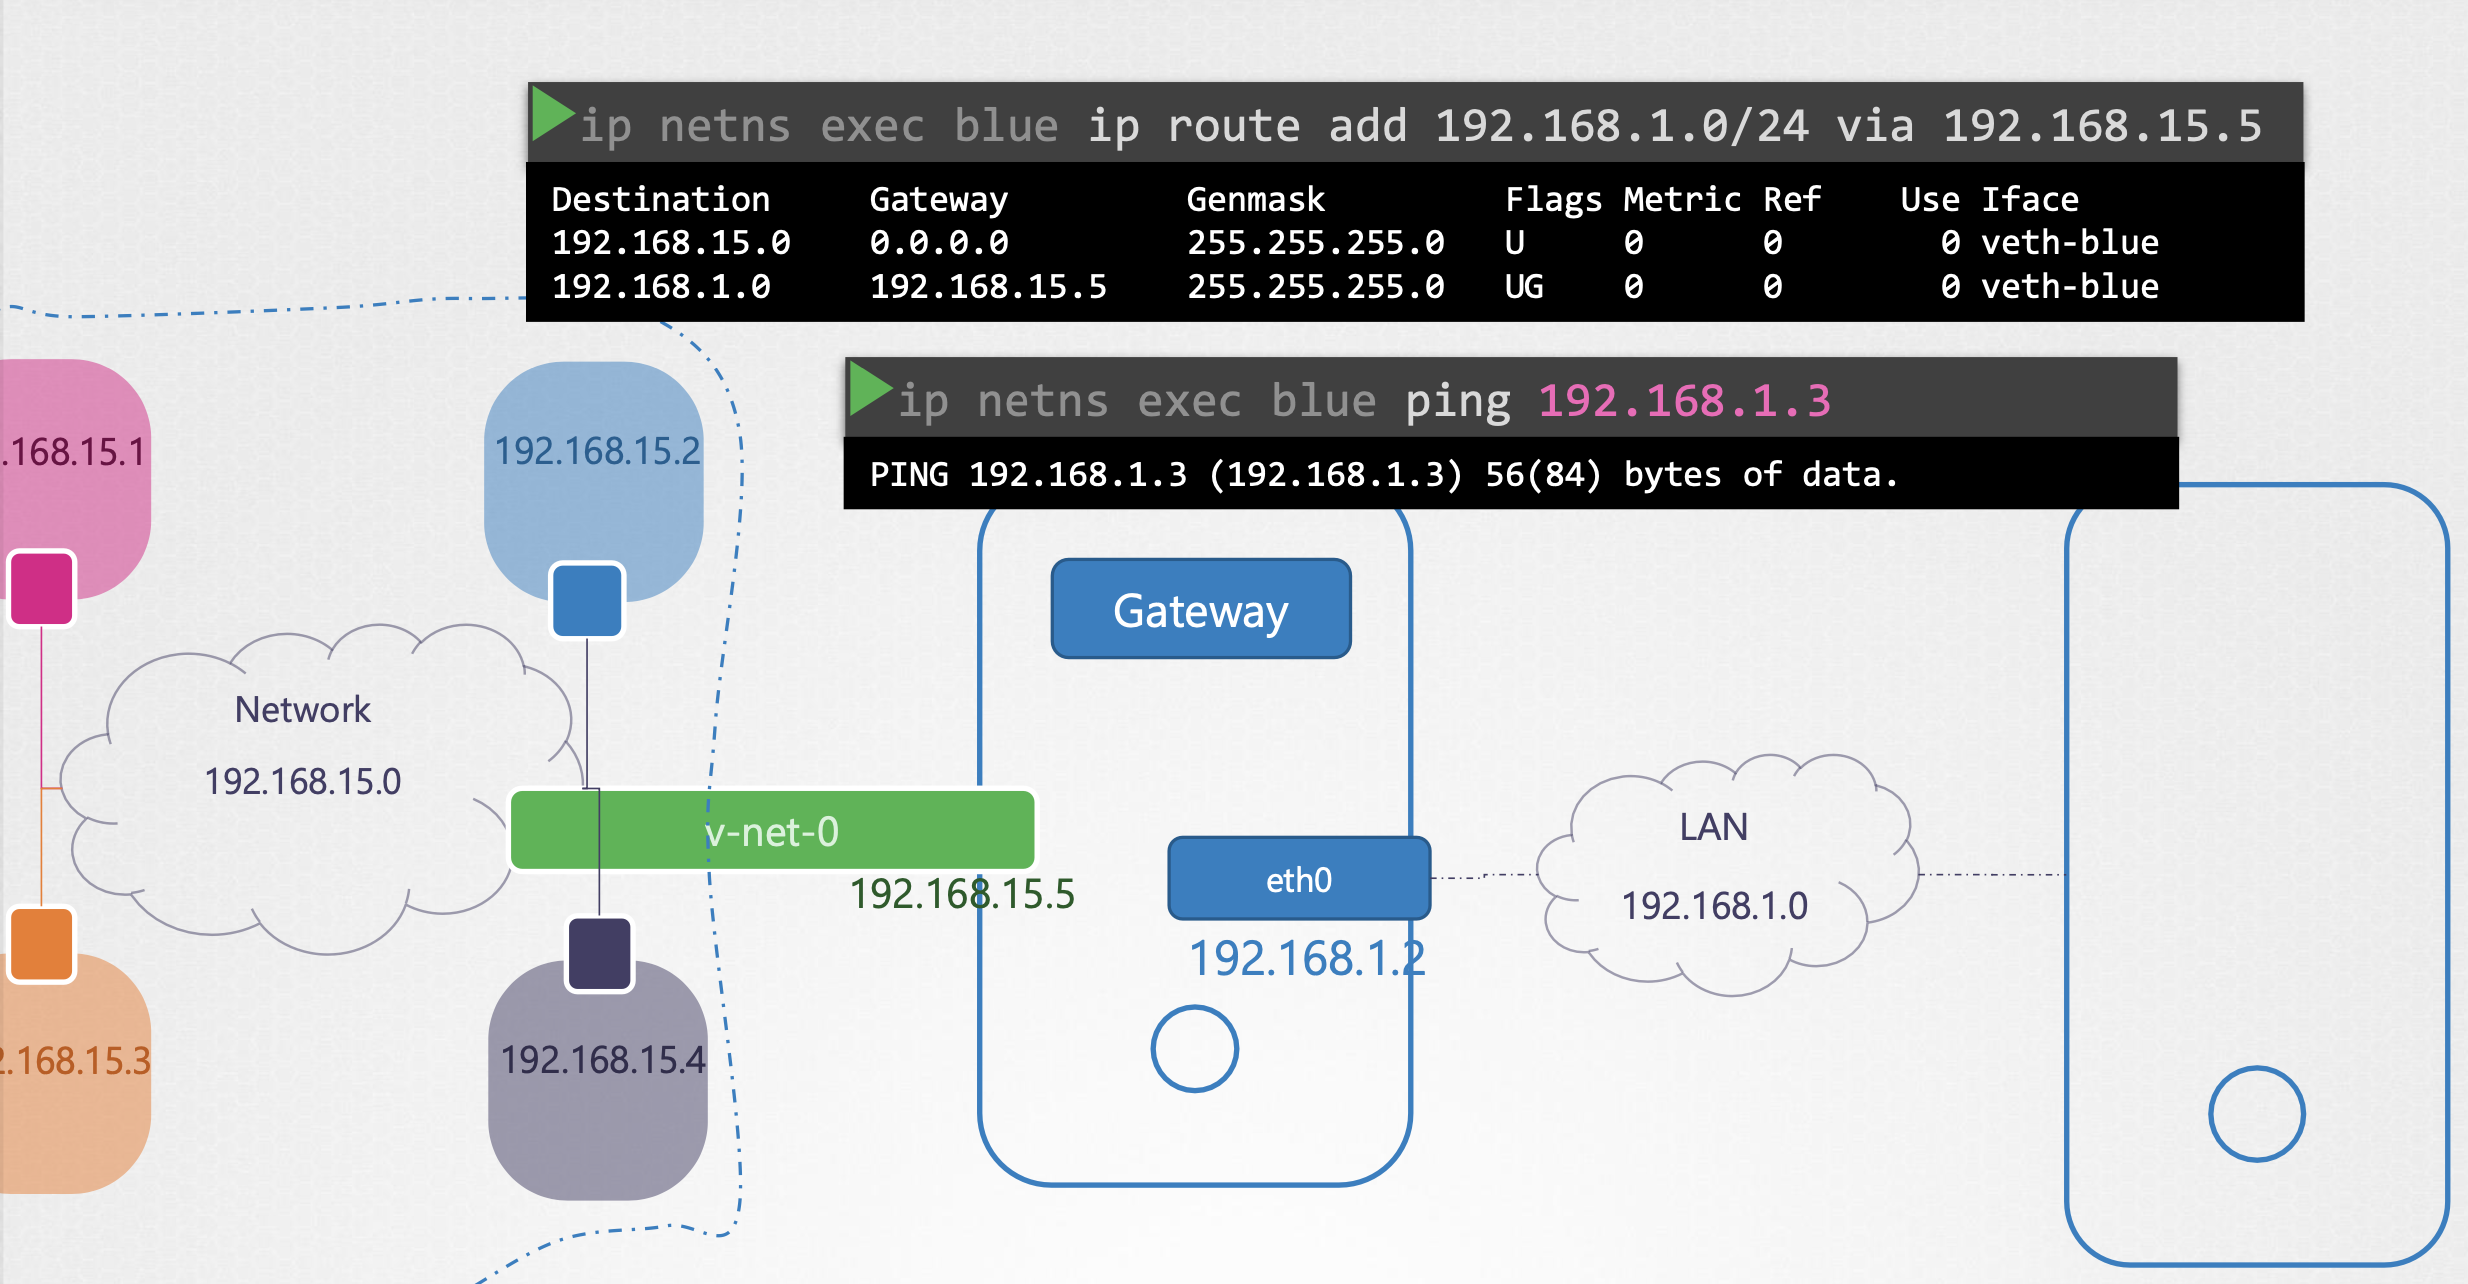 ip netns exec blue ip route add 192.168.1.0/24 via 192.168.15.5
Destination Gateway Genmask Flags Metric Ref Use Iface
192.168.15.0 0.0.0.0 255.255.255.0 U 0 0 0 veth-blue
192.168.1.0 192.168.15.5 255.255.255.0 UG 0 0 0 veth-blue
ip netns exec blue ping 192.168.1.3
PING 192.168.1.3 (192.168.1.3) 56(84) bytes of data.
.168.15.1
192.168.15.2
Gateway
Network
192.168.15.0
v-net-0
192.168.15.5
eth0
192.168.1.2
LAN
192.168.1.0
2.168.15.3
192.168.15.4